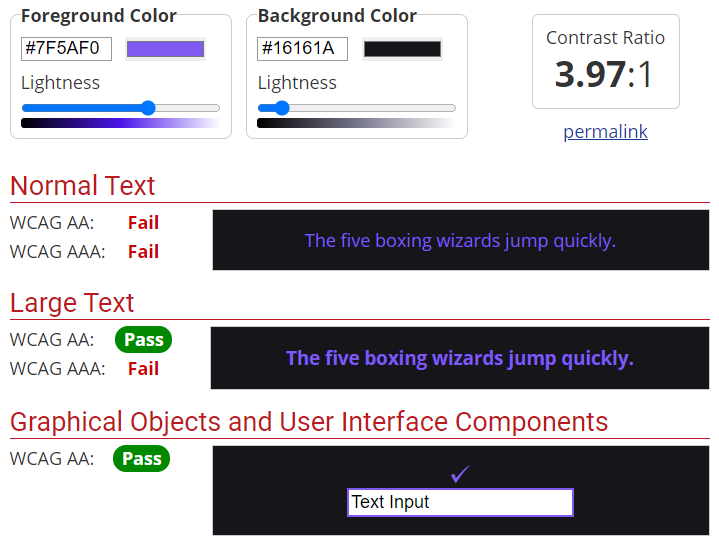 Foreground Color
#7F5AF0
Lightness
Background Color
#16161A
Lightness
Contrast Ratio
3.97:1
permalink
Normal Text
WCAG AA: Fail
WCAG AAA: Fail
The five boxing wizards jump quickly.
Large Text
WCAG AA: Pass
WCAG AAA: Fail
The five boxing wizards jump quickly.
Graphical Objects and User Interface Components
WCAG AA: Pass
✓
Text Input